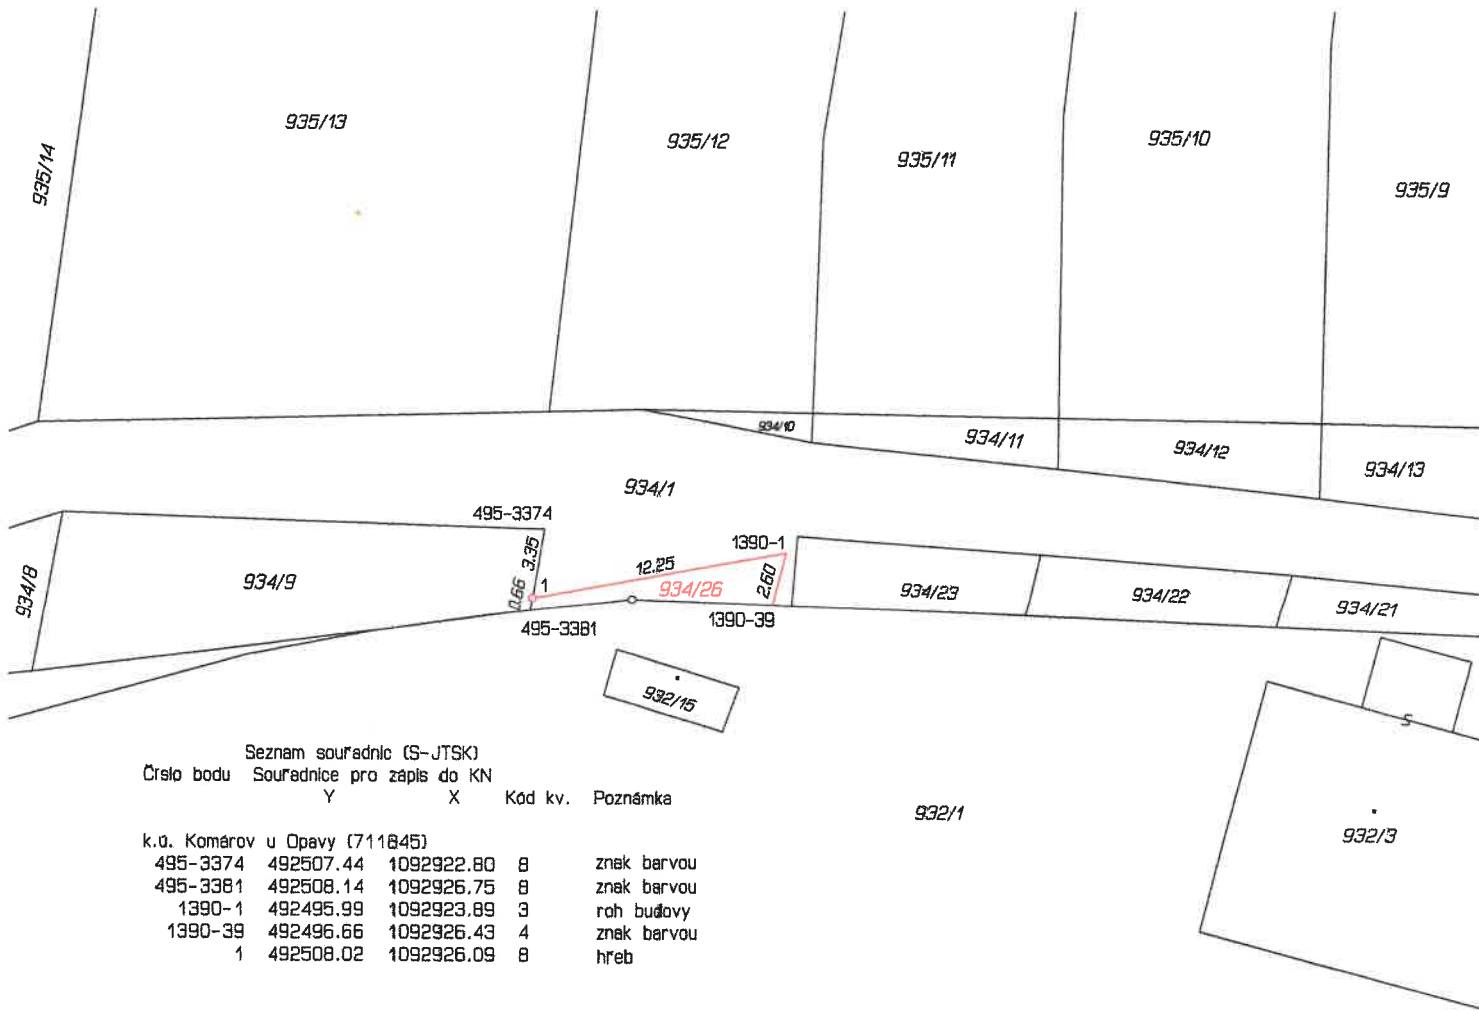 935/14
935/13
935/12
935/11
935/10
935/9
934/10
934/11
934/12
934/13
934/1
495-3374
934/8
934/9
0.66 3.35
1
12.25
1390-1
934/26
2.60
495-3381
1390-39
934/23
934/22
934/21
932/15
S
932/1
932/3
Seznam souřadnic (S-JTSK)
Číslo bodu Souřadnice pro zápis do KN
Y X Kód kv. Poznámka
k.ú. Komárov u Opavy (711845)
495-3374 492507.44 1092922.80 8 znak barvou
495-3381 492508.14 1092926.75 8 znak barvou
1390-1 492495.99 1092923.89 3 roh budovy
1390-39 492496.66 1092926.43 4 znak barvou
1 492508.02 1092926.09 8 hřeb